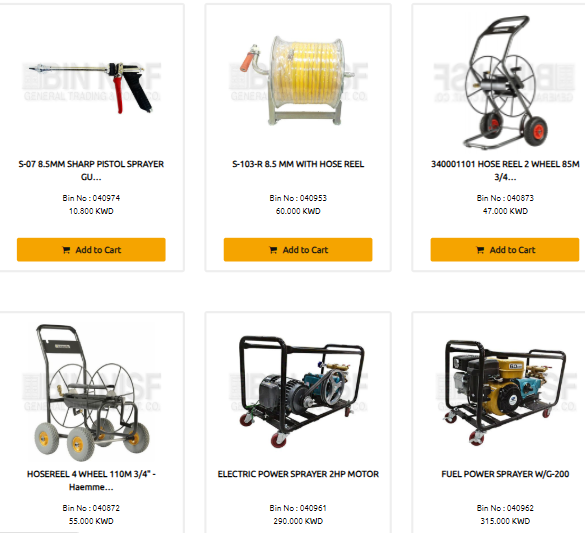 S-07 8.5MM SHARP PISTOL SPRAYER
GU...
Bin No : 040974
10.800 KWD
Add to Cart
S-103-R 8.5 MM WITH HOSE REEL
Bin No : 040953
60.000 KWD
Add to Cart
340001101 HOSE REEL 2 WHEEL 85M
3/4...
Bin No : 040873
47.000 KWD
Add to Cart
HOSEREEL 4 WHEEL 110M 3/4" -
Haemme...
Bin No : 040872
55.000 KWD
ELECTRIC POWER SPRAYER 2HP MOTOR
Bin No : 040961
290.000 KWD
FUEL POWER SPRAYER W/G-200
Bin No : 040962
315.000 KWD